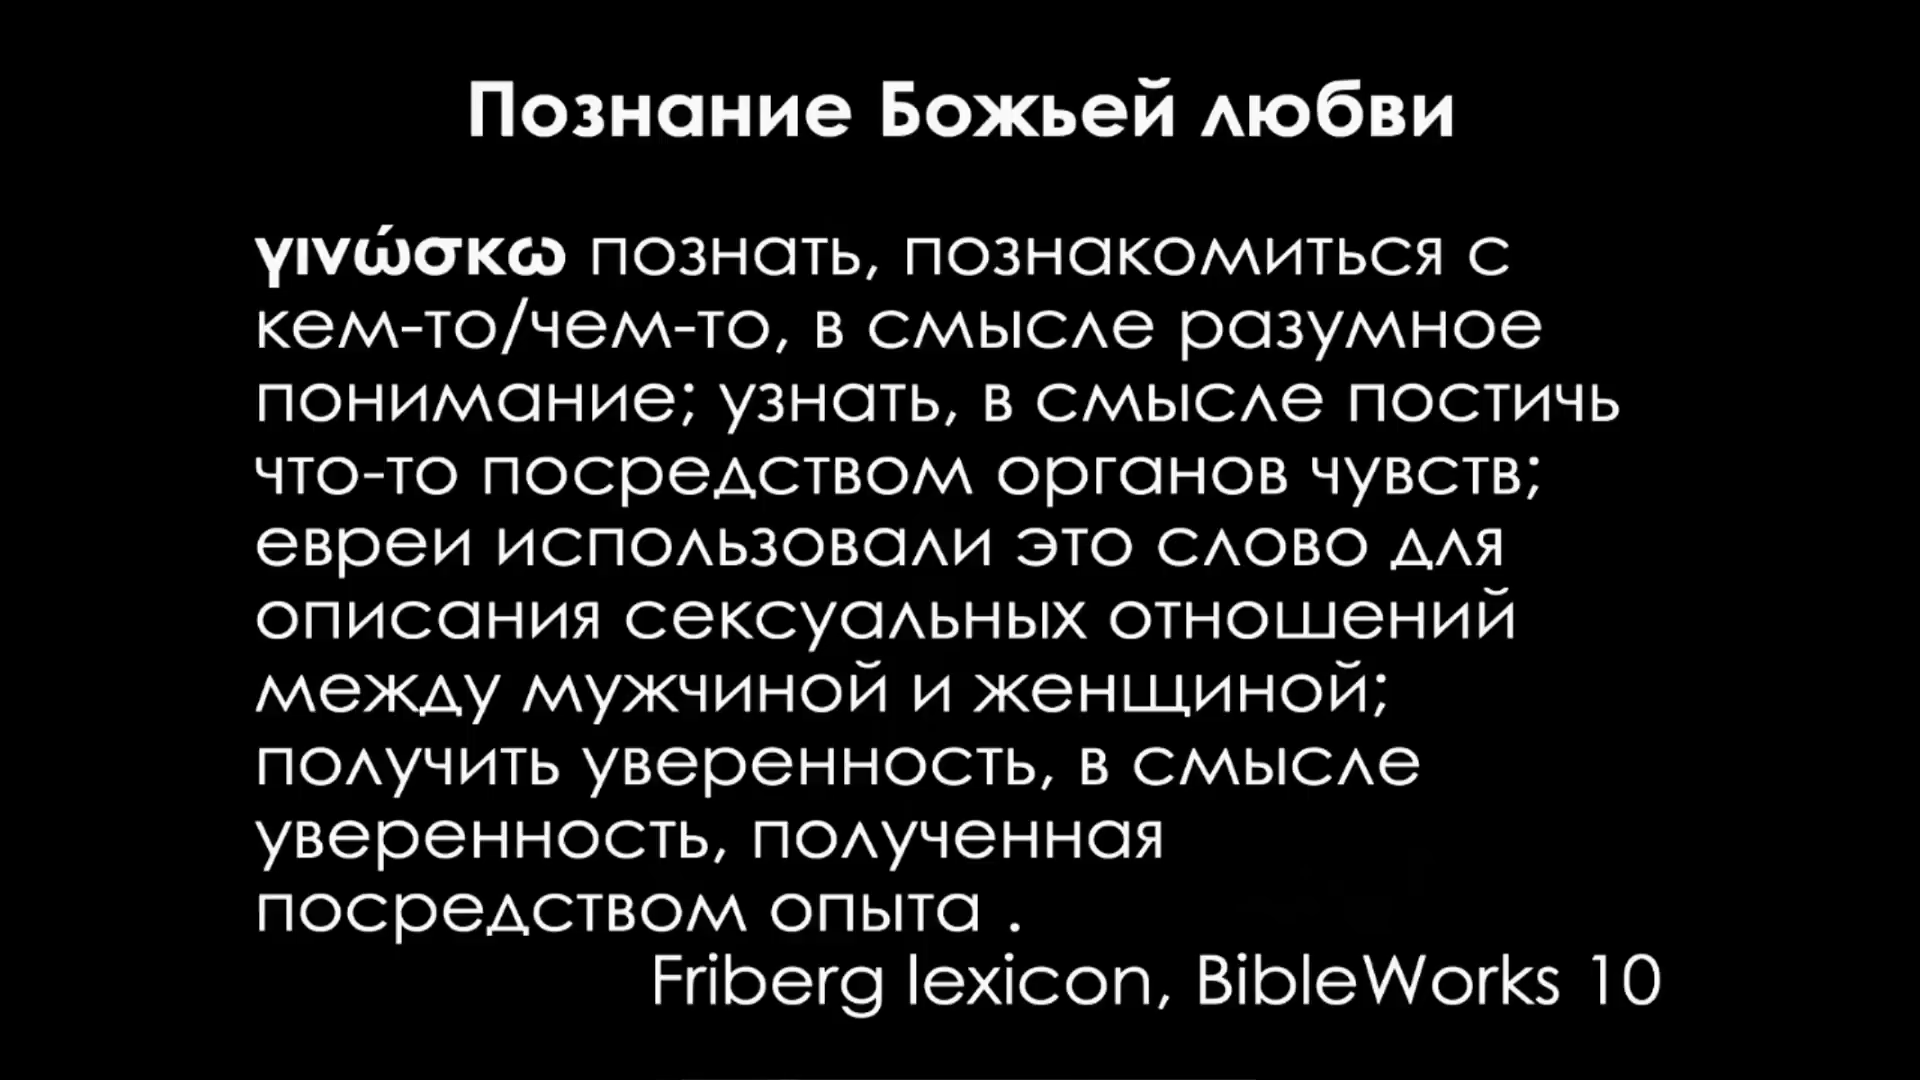 Познание Божьей любви
γινώσκω познать, познакомиться с
кем-то/чем-то, в смысле разумное
понимание; узнать, в смысле постичь
что-то посредством органов чувств;
евреи использовали это слово для
описания сексуальных отношений
между мужчиной и женщиной;
получить уверенность, в смысле
уверенность, полученная
посредством опыта .
Friberg lexicon, BibleWorks 10